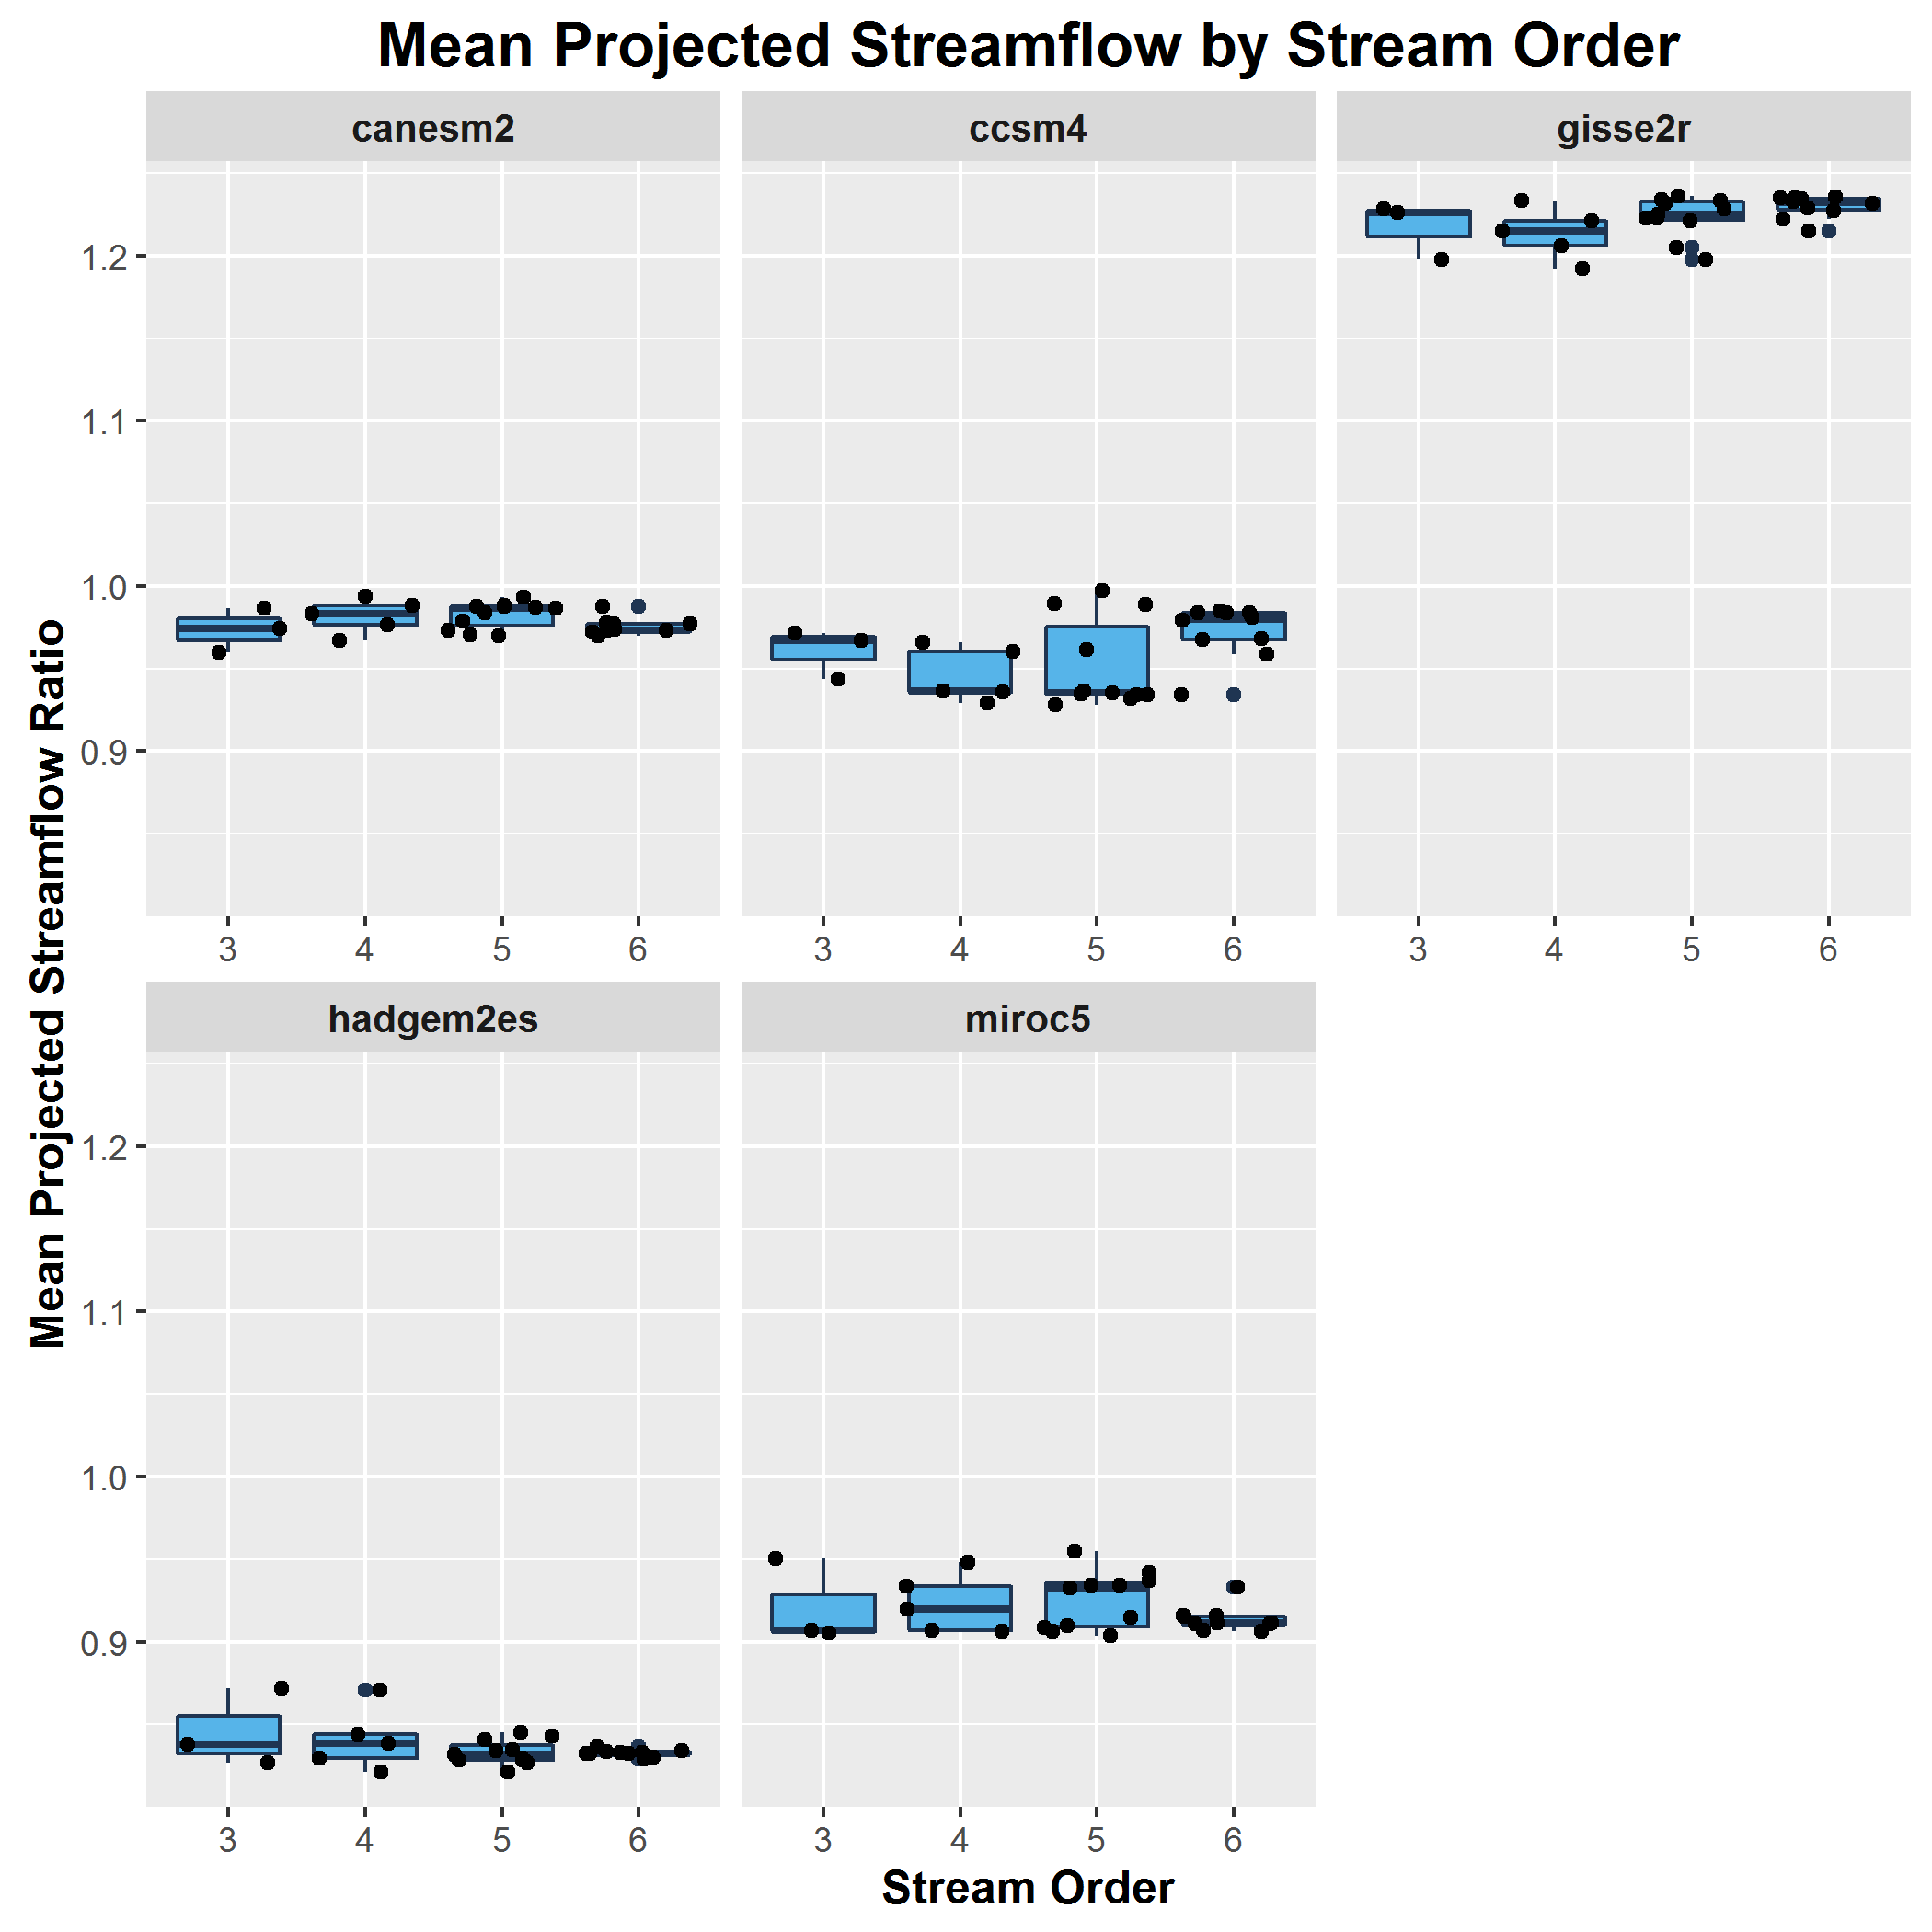 Mean Projected Streamflow by Stream Order
canesm2
ccsm4
gisse2r
1.2
1.1
1.0
0.9
3 4 5 6
3 4 5 6
3 4 5 6
Mean Projected Streamflow Ratio
hadgem2es
miroc5
1.2
1.1
1.0
0.9
3 4 5 6
3 4 5 6
Stream Order